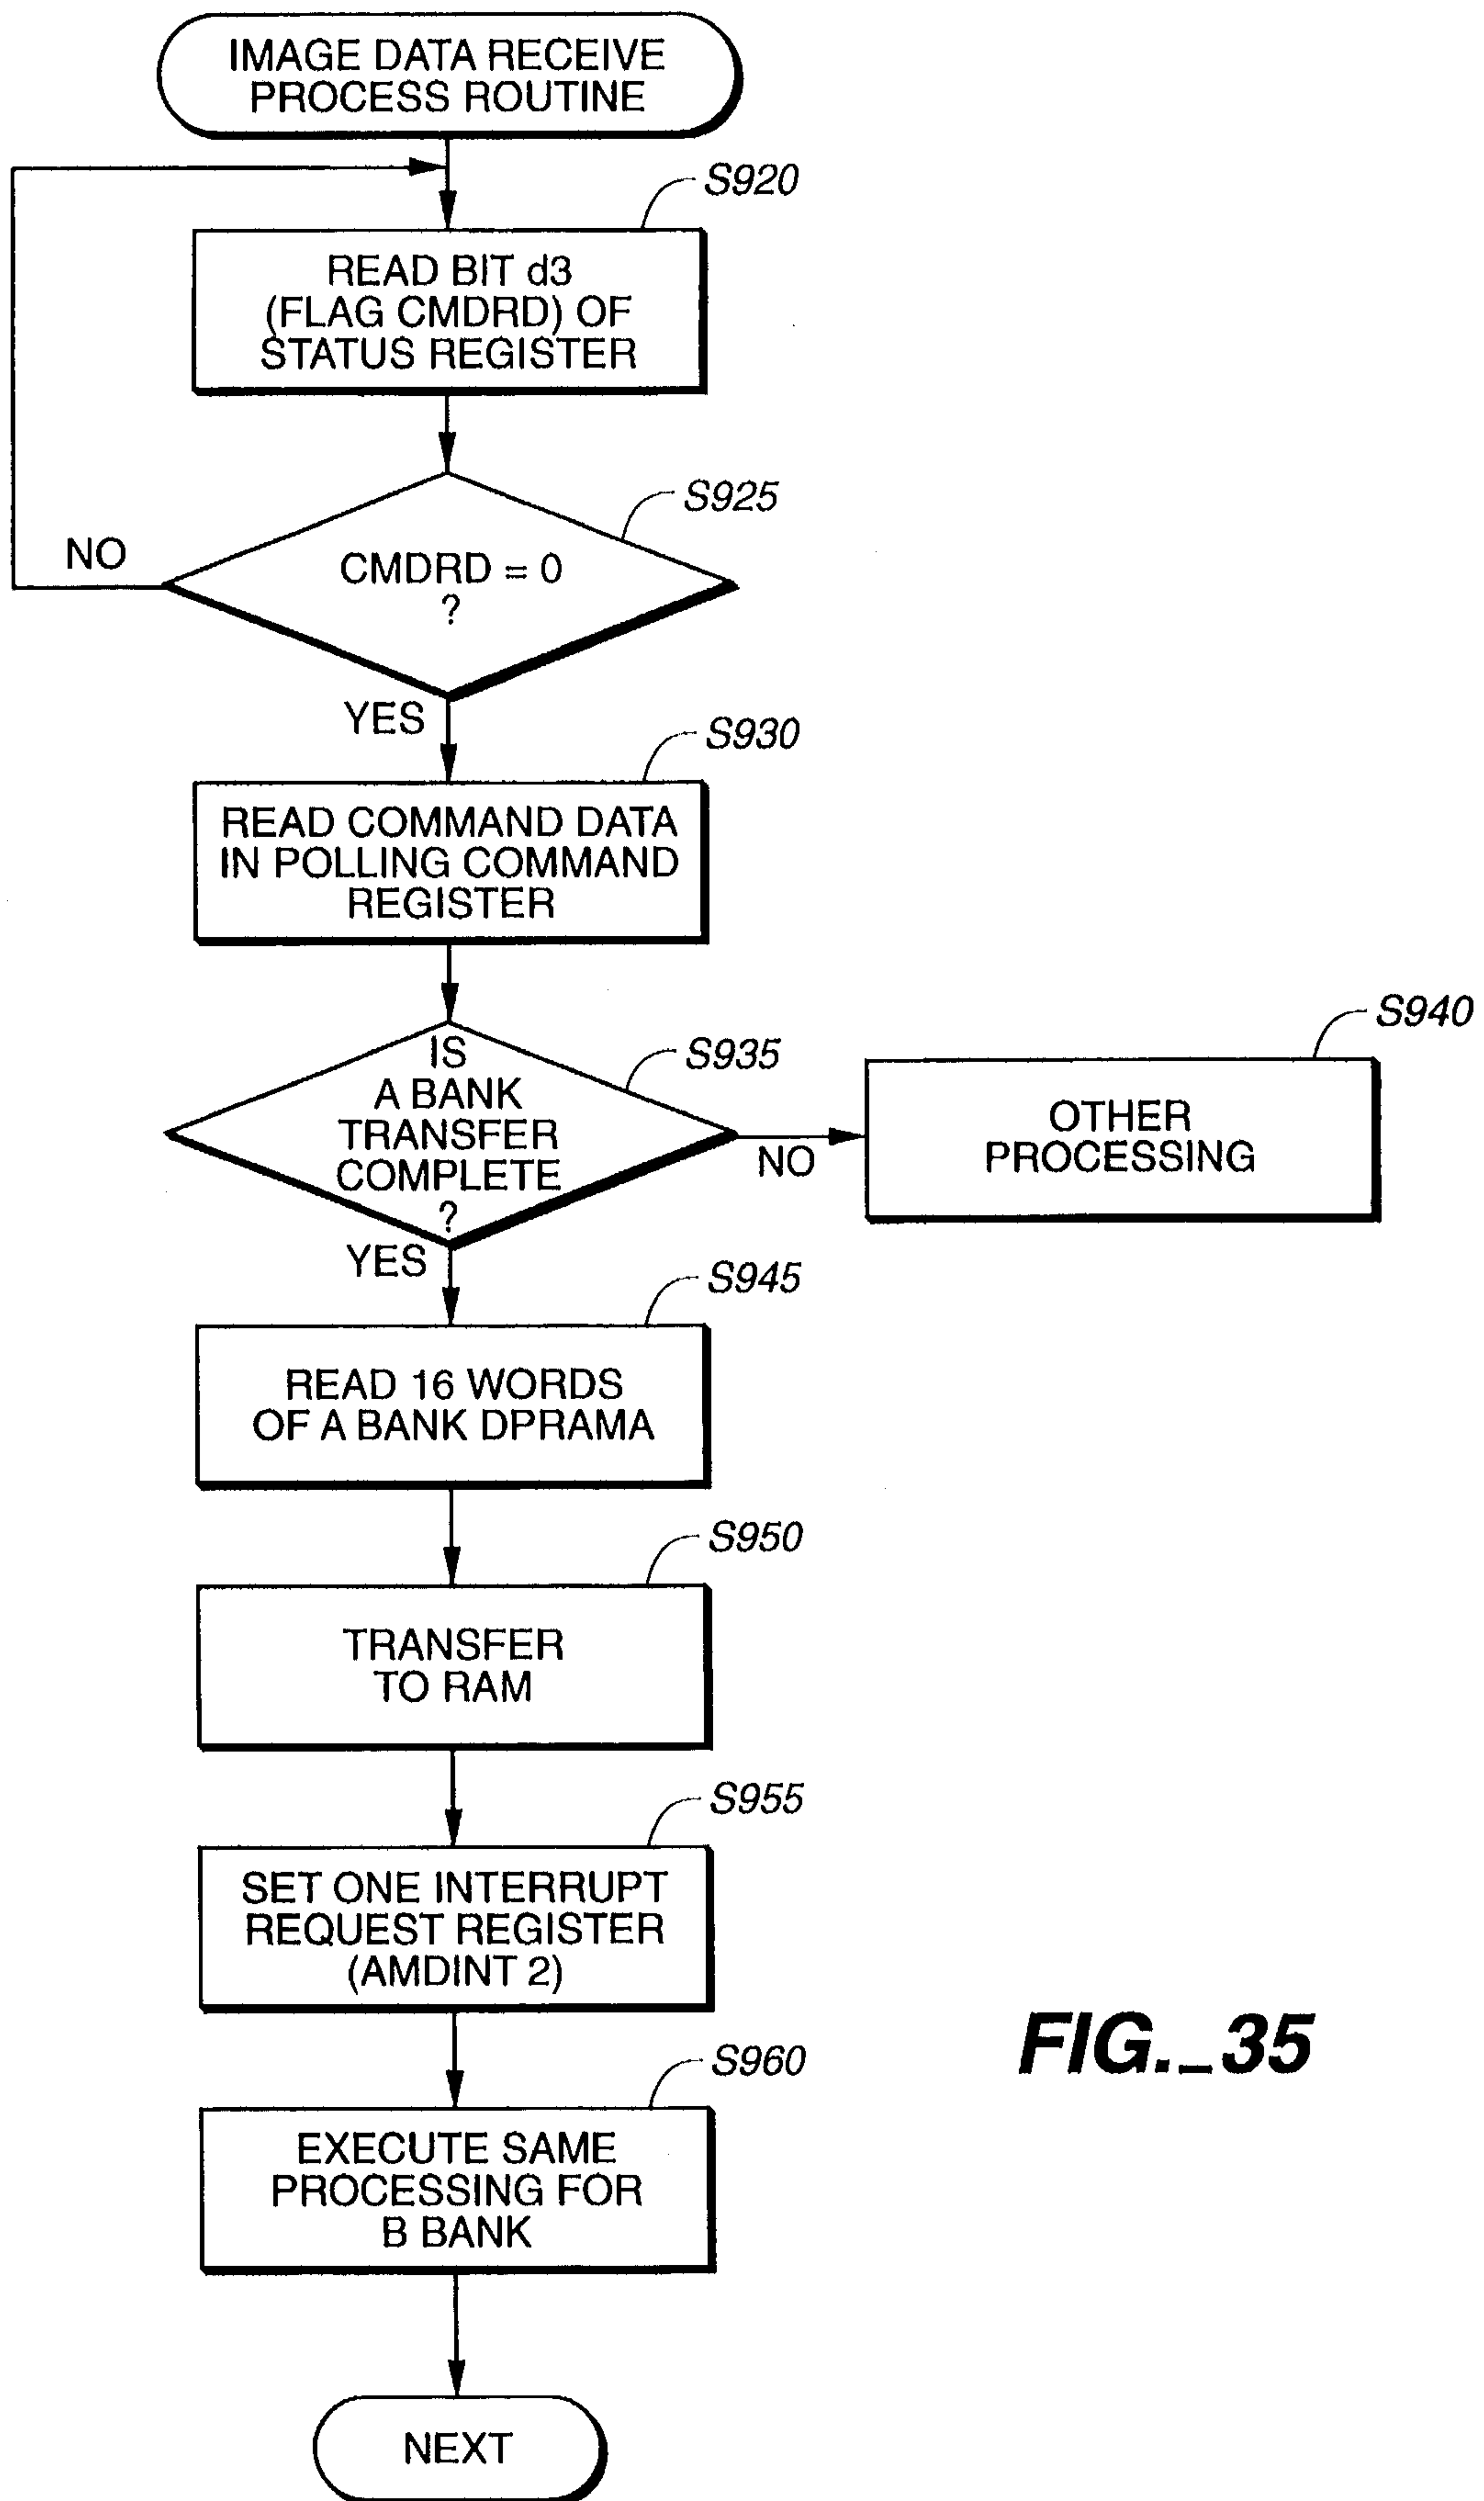 IMAGE DATA RECEIVE
PROCESS ROUTINE
S920
READ BIT d3
(FLAG CMDRD) OF
STATUS REGISTER
S925
NO
CMDRD = 0
?
YES
S930
READ COMMAND DATA
IN POLLING COMMAND
REGISTER
S935
IS
A BANK
TRANSFER
COMPLETE
?
NO
S940
OTHER
PROCESSING
YES
S945
READ 16 WORDS
OF A BANK DPRAMA
S950
TRANSFER
TO RAM
S955
SET ONE INTERRUPT
REQUEST REGISTER
(AMDINT 2)
S960
EXECUTE SAME
PROCESSING FOR
B BANK
NEXT
FIG._35